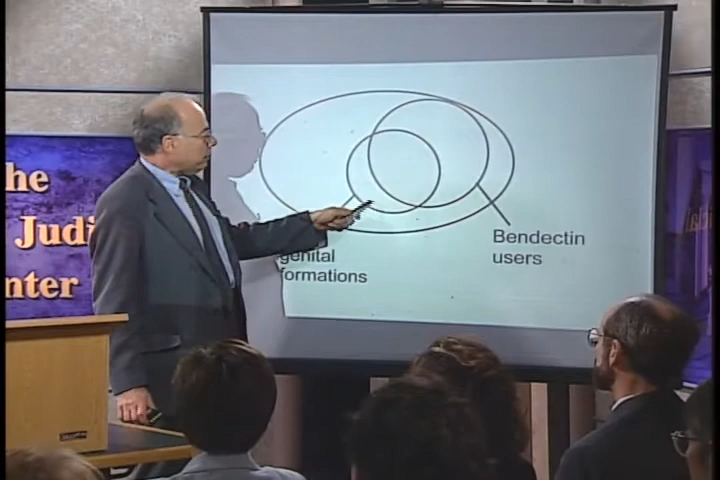 he
Judi
nter
Bendectin
users
genital
formations